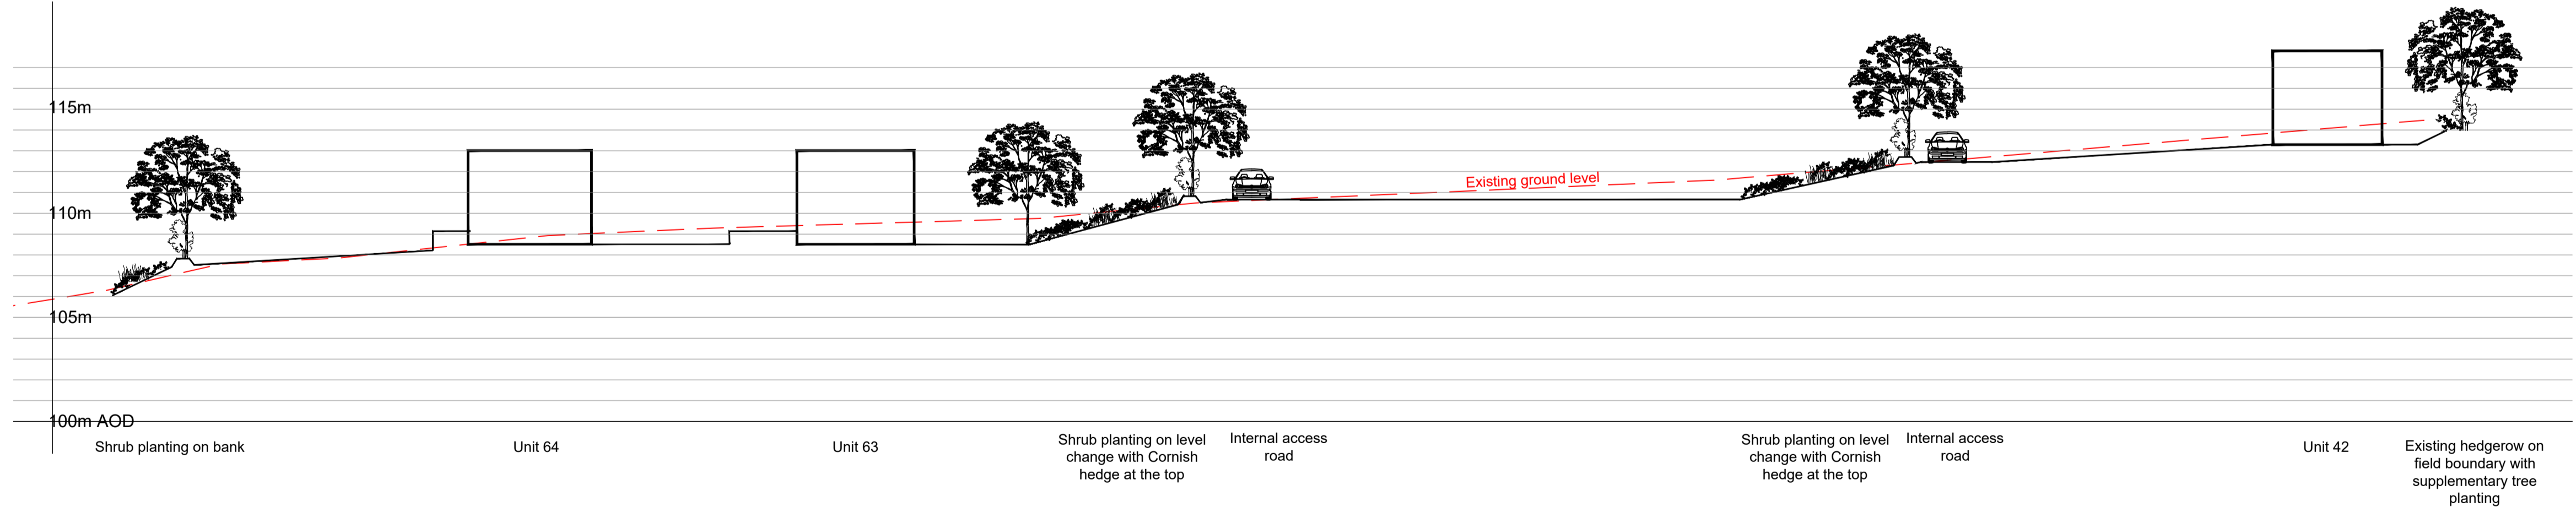 115m
110m
Existing ground level
105m
100m AOD
Shrub planting on bank
Unit 64
Unit 63
Shrub planting on level
change with Cornish
hedge at the top
Internal access
road
Shrub planting on level
change with Cornish
hedge at the top
Internal access
road
Unit 42
Existing hedgerow on
field boundary with
supplementary tree
planting